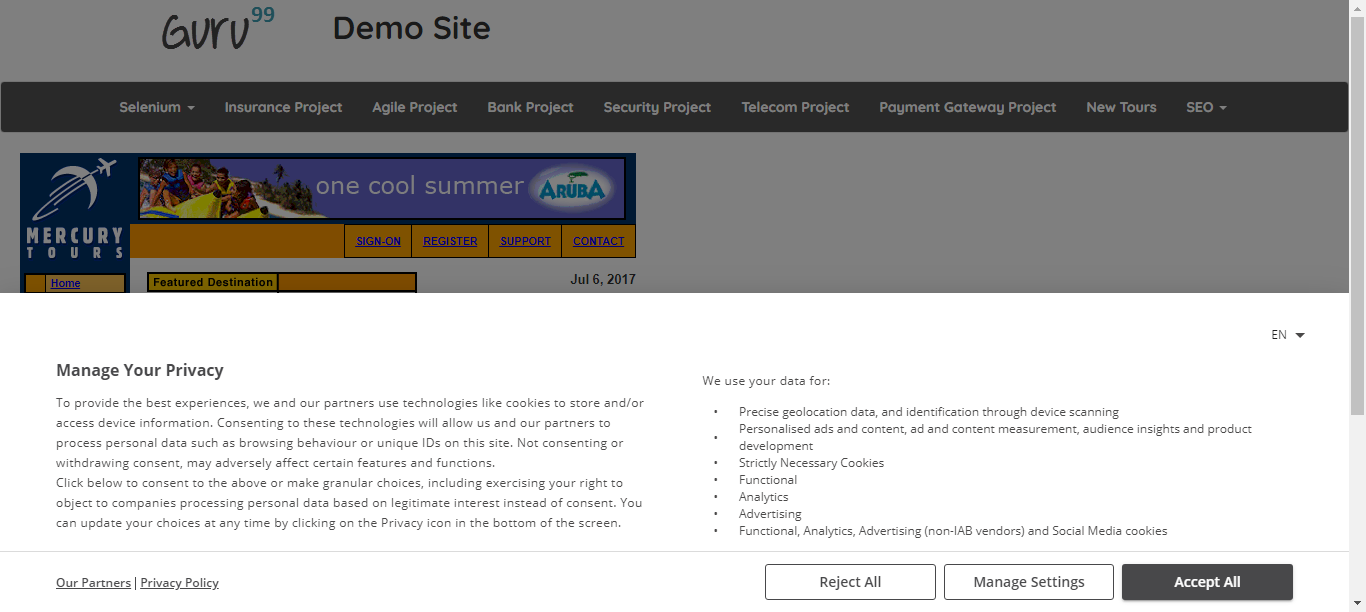 Guru99 Demo Site
Selenium Insurance Project Agile Project Bank Project Security Project Telecom Project Payment Gateway Project New Tours SEO
one cool summer ARUBA
MERCURY
TOURS
SIGN-ON REGISTER SUPPORT CONTACT
Home
Featured Destination
Jul 6, 2017
EN
Manage Your Privacy
To provide the best experiences, we and our partners use technologies like cookies to store and/or
access device information. Consenting to these technologies will allow us and our partners to
process personal data such as browsing behaviour or unique IDs on this site. Not consenting or
withdrawing consent, may adversely affect certain features and functions.
Click below to consent to the above or make granular choices, including exercising your right to
object to companies processing personal data based on legitimate interest instead of consent. You
can update your choices at any time by clicking on the Privacy icon in the bottom of the screen.
We use your data for:
• Precise geolocation data, and identification through device scanning
• Personalised ads and content, ad and content measurement, audience insights and product
development
• Strictly Necessary Cookies
• Functional
• Analytics
• Advertising
• Functional, Analytics, Advertising (non-IAB vendors) and Social Media cookies
Our Partners | Privacy Policy
Reject All Manage Settings Accept All